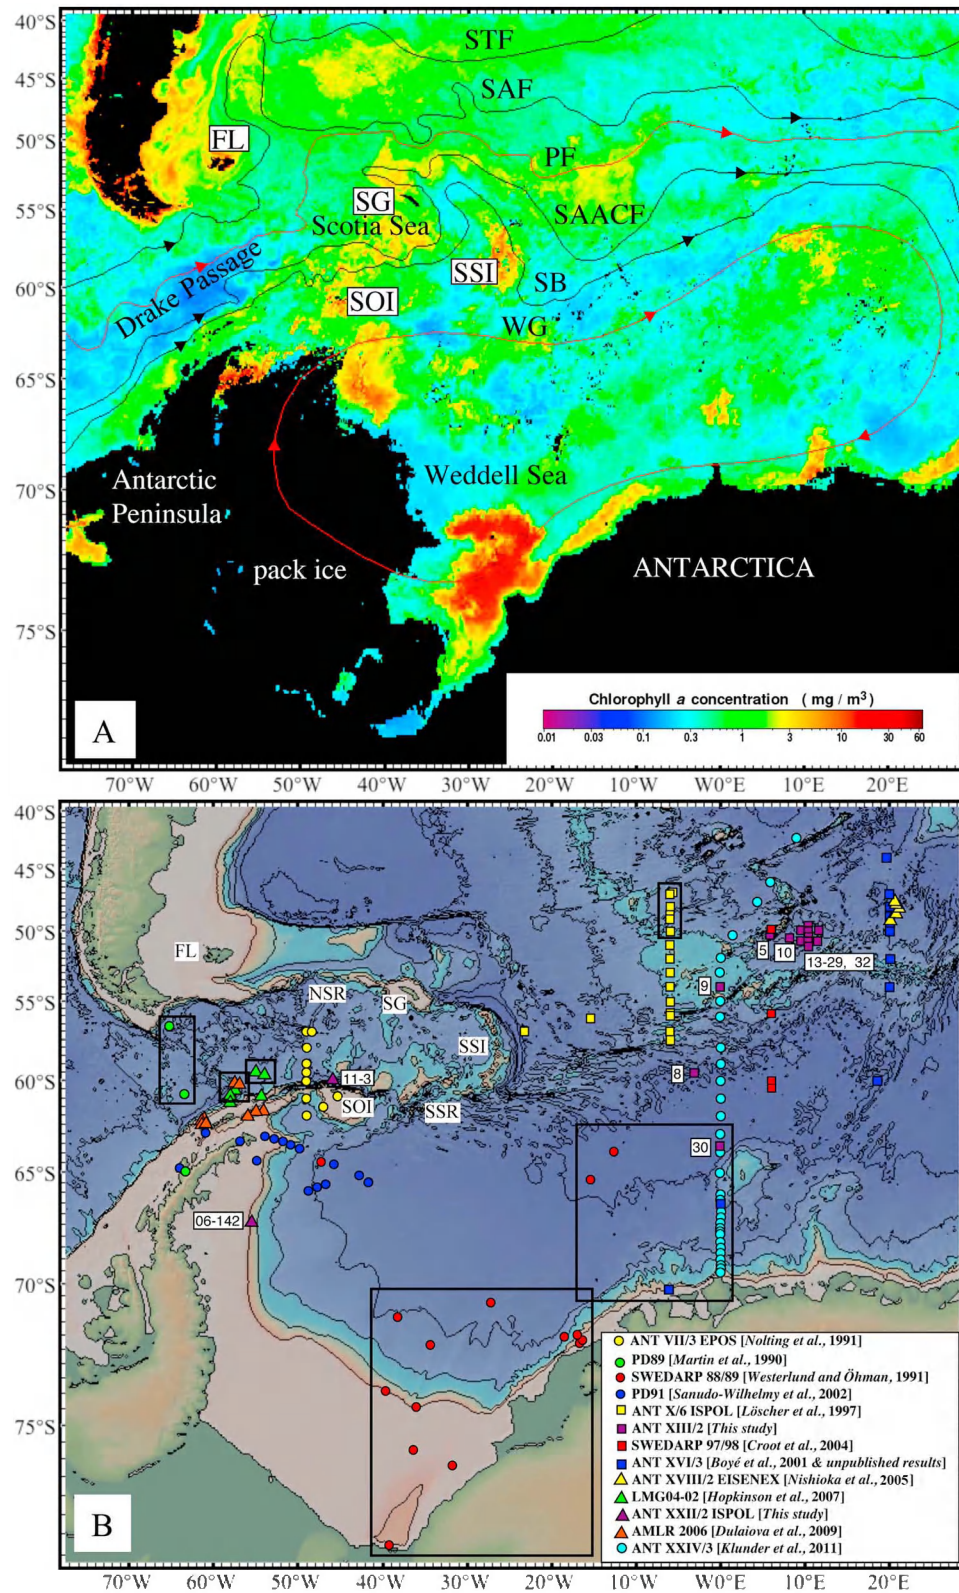 40°S
STF
45°S
SAF
50°S
FL
PF
SG
55°S
Scotia Sea
SAACF
Drake Passage
SSI
60°S
SOI
SB
WG
65°S
Antarctic
Peninsula
Weddell Sea
70°S
pack ice
ANTARCTICA
75°S
A
Chlorophyll a concentration ( mg / m³)
0.01 0.03 0.1 0.3 1 3 10 30 60
70°W 60°W 50°W 40°W 30°W 20°W 10°W W0°E 10°E 20°E
40°S
45°S
50°S
FL
5 10 13-29, 32
NSR
SG
9
55°S
SSI
8
60°S
11-3
SOI
SSR
30
65°S
06-142
70°S
75°S
B
ANT VII/3 EPOS [Nolting et al., 1991]
PD89 [Martin et al., 1990]
SWEDARP 88/89 [Westerlund and Öhman, 1991]
PD91 [Sanudo-Wilhelmy et al., 2002]
ANT X/6 ISPOL [Löscher et al., 1997]
ANT XIII/2 [This study]
SWEDARP 97/98 [Croot et al., 2004]
ANT XVI/3 [Boyé et al., 2001 & unpublished results]
ANT XVIII/2 EISENEX [Nishioka et al., 2005]
LMG04-02 [Hopkinson et al., 2007]
ANT XXII/2 ISPOL [This study]
AMLR 2006 [Dulaiova et al., 2009]
ANT XXIV/3 [Klunder et al., 2011]
70°W 60°W 50°W 40°W 30°W 20°W 10°W W0°E 10°E 20°E